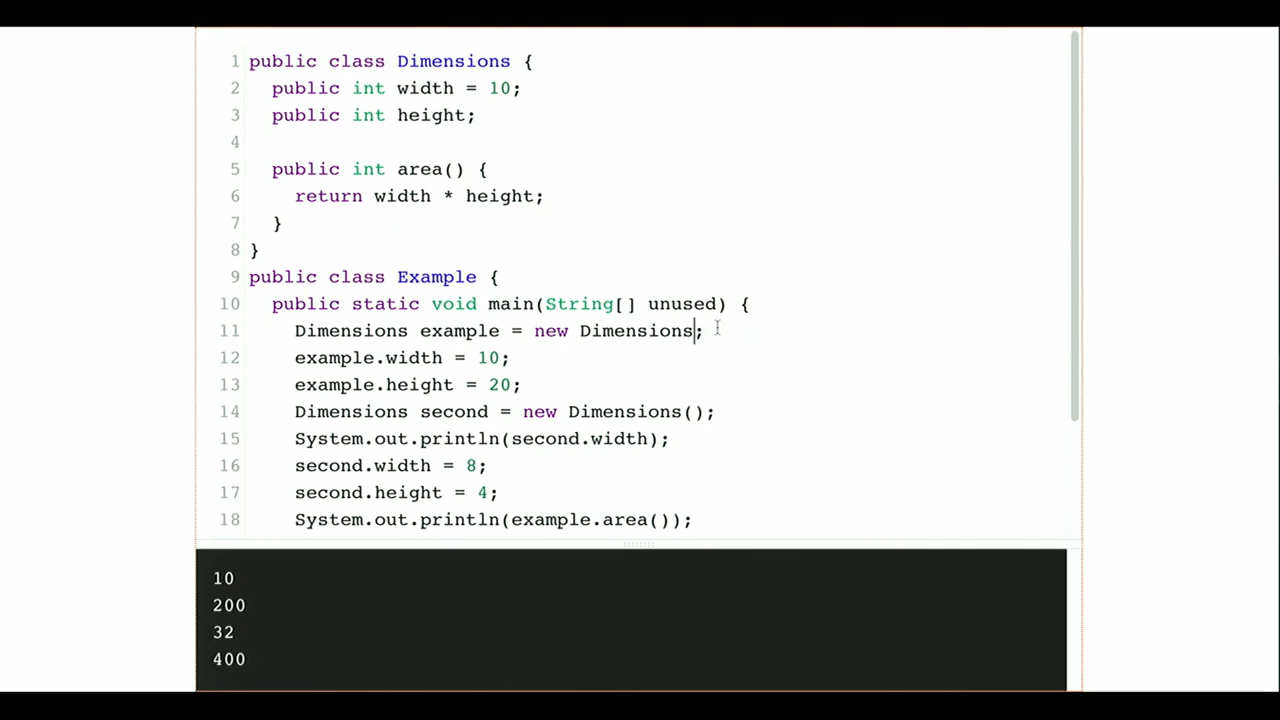 1 public class Dimensions {
2   public int width = 10;
3   public int height;
4
5   public int area() {
6     return width * height;
7   }
8 }
9 public class Example {
10   public static void main(String[] unused) {
11     Dimensions example = new Dimensions;
12     example.width = 10;
13     example.height = 20;
14     Dimensions second = new Dimensions();
15     System.out.println(second.width);
16     second.width = 8;
17     second.height = 4;
18     System.out.println(example.area());
10
200
32
400